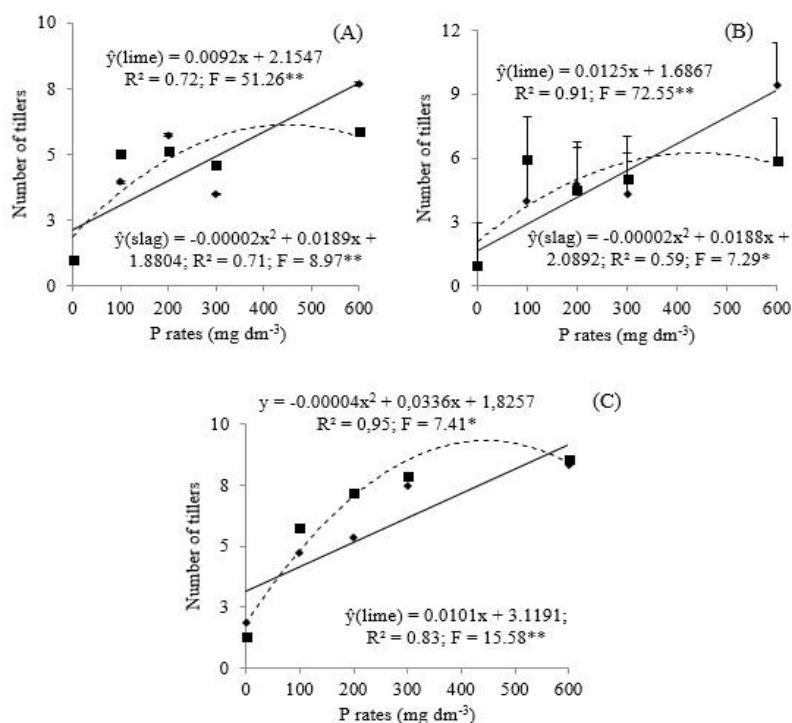 (A)
ŷ(lime) = 0.0092x + 2.1547
R² = 0.72; F = 51.26**
ŷ(slag) = -0.00002x² + 0.0189x +
1.8804; R² = 0.71; F = 8.97**
Number of tillers
10
8
5
3
0
0 100 200 300 400 500 600
P rates (mg dm⁻³)
(B)
ŷ(lime) = 0.0125x + 1.6867
R² = 0.91; F = 72.55**
ŷ(slag) = -0.00002x² + 0.0188x +
2.0892; R² = 0.59; F = 7.29*
Number of tillers
12
9
6
3
0
0 100 200 300 400 500 600
P rates (mg dm⁻³)
(C)
y = -0.00004x² + 0,0336x + 1,8257
R² = 0,95; F = 7.41*
ŷ(lime) = 0.0101x + 3.1191;
R² = 0.83; F = 15.58**
Number of tillers
10
8
5
3
0
0 100 200 300 400 500 600
P rates (mg dm⁻³)